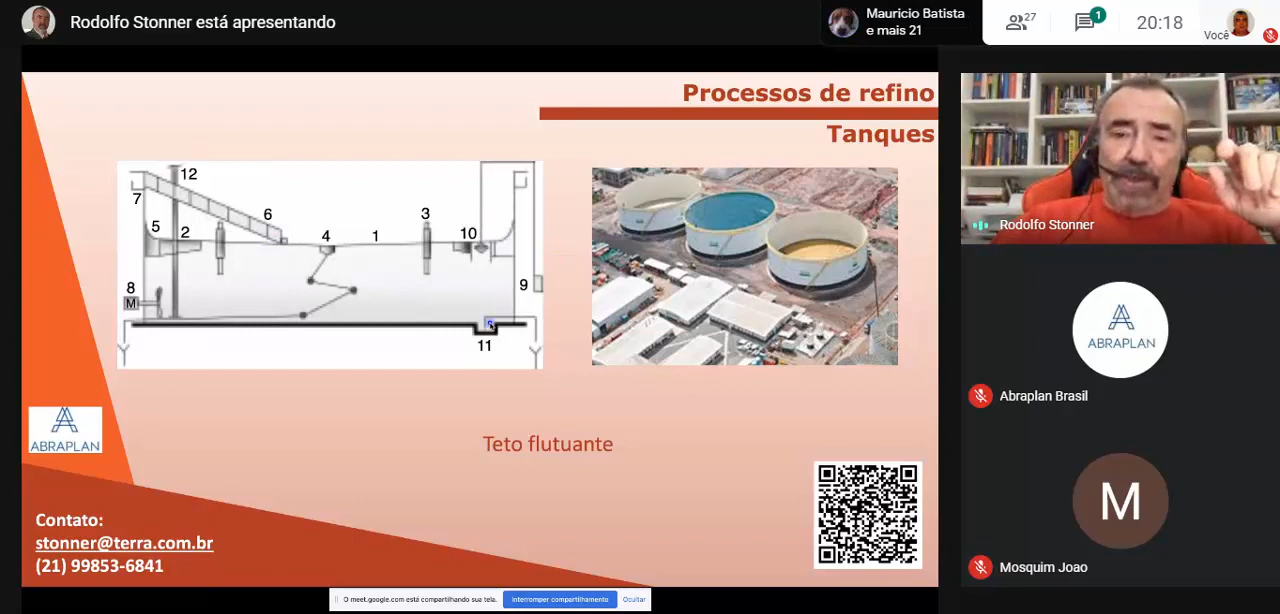 Rodolfo Stonner está apresentando
Mauricio Batista
e mais 21
27
1
20:18
Você
Processos de refino
Tanques
12
7
6
5
2
3
4
1
10
8
M
9
11
Teto flutuante
ABRAPLAN
Contato:
stonner@terra.com.br
(21) 99853-6841
Rodolfo Stonner
ABRAPLAN
Abraplan Brasil
M
Mosquim Joao
O meet.google.com está compartilhando sua tela.
Interromper compartilhamento
Ocultar